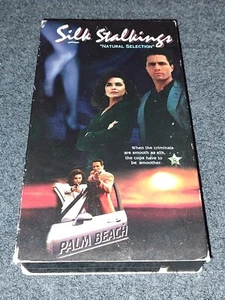 Silk Stalkings
"NATURAL SELECTION"
When the criminals
are smooth as silk,
the cops have to
be smoother.
PALM BEACH